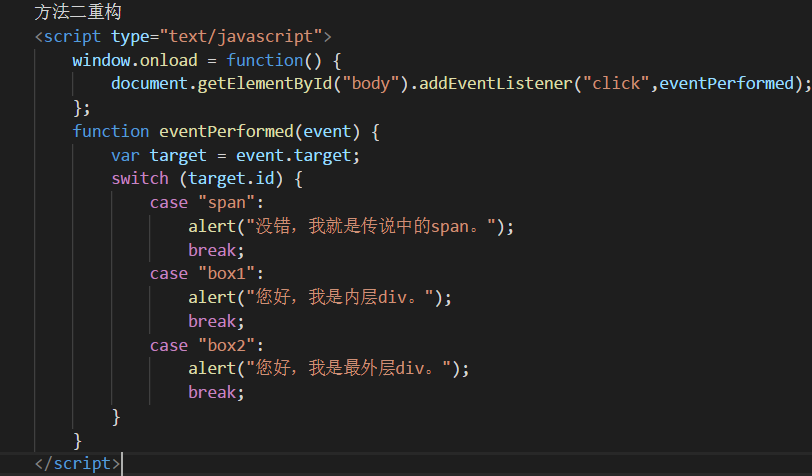 方法二重构
<script type="text/javascript">
window.onload = function() {
document.getElementById("body").addEventListener("click",eventPerformed);
};
function eventPerformed(event) {
var target = event.target;
switch (target.id) {
case "span":
alert("没错，我就是传说中的span。");
break;
case "box1":
alert("您好，我是内层div。");
break;
case "box2":
alert("您好，我是最外层div。");
break;
}
}
</script>